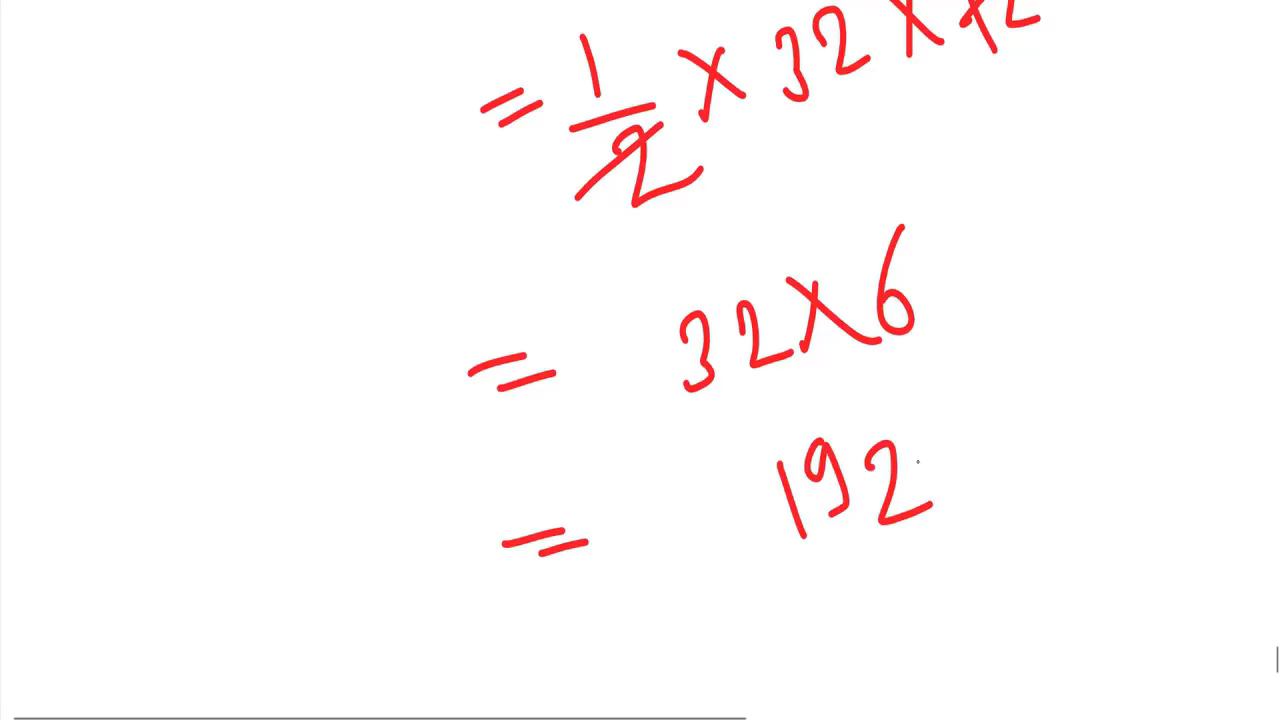 = 1/2 × 32 × 12
= 32 × 6
= 192